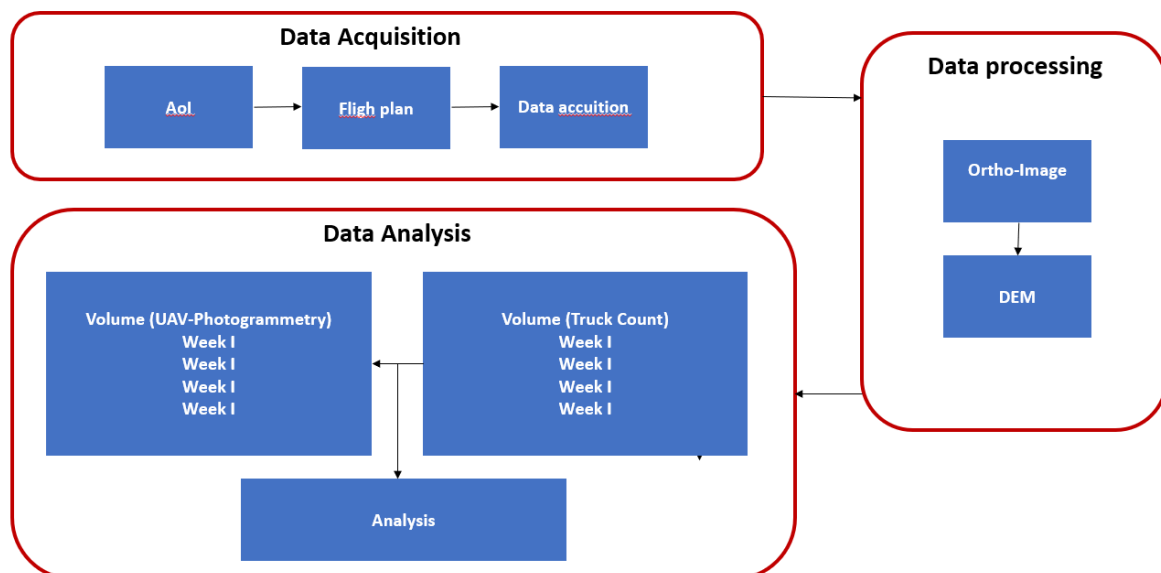 Data Acquisition
AoI
Fligh plan
Data accuition
Data processing
Ortho-Image
DEM
Data Analysis
Volume (UAV-Photogrammetry)
Week I
Week I
Week I
Week I
Volume (Truck Count)
Week I
Week I
Week I
Week I
Analysis